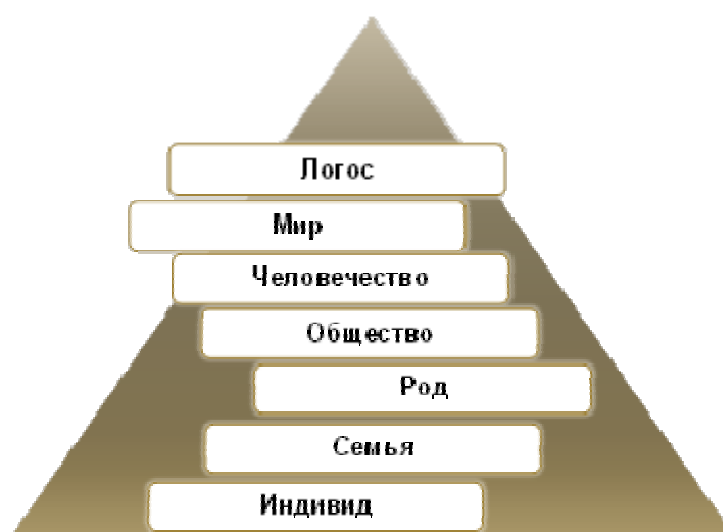 Логос
Мир
Человечество
Общество
Род
Семья
Индивид